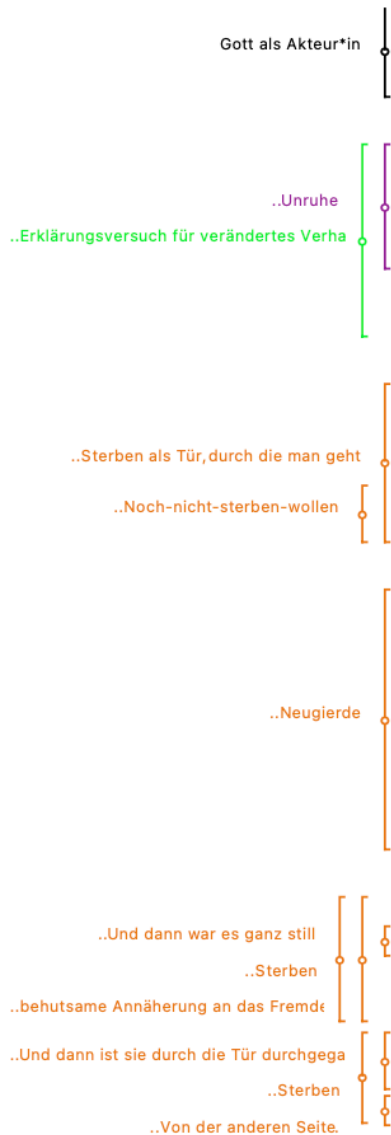 Gott als Akteur*in
..Unruhe
..Erklärungsversuch für verändertes Verha
..Sterben als Tür, durch die man geht
..Noch-nicht-sterben-wollen
..Neugierde
..Und dann war es ganz still
..Sterben
..behutsame Annäherung an das Fremde
..Und dann ist sie durch die Tür durchgega
..Sterben
..Von der anderen Seite.